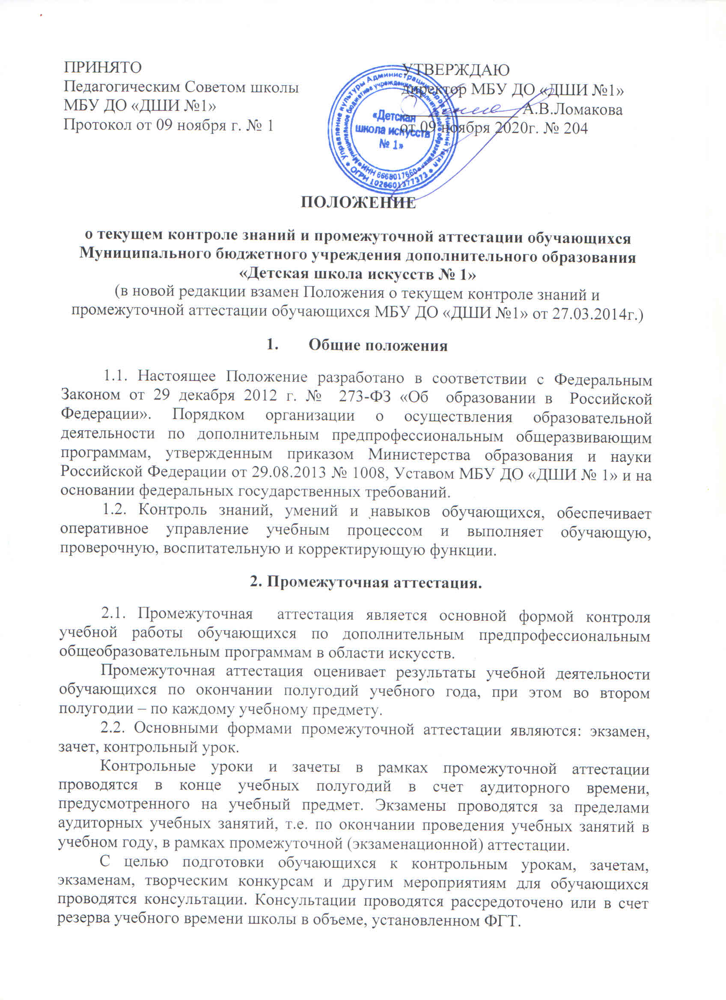 ПРИНЯТО
Педагогическим Советом школы
МБУ ДО «ДШИ №1»
Протокол от 09 ноября г. № 1
УТВЕРЖДАЮ
директор МБУ ДО «ДШИ №1»
А.В.Ломакова
от 09 ноября 2020г. № 204
Управление культуры Администрации города Нижний Тагил
ОГРН 1026601377373
Муниципальное бюджетное учреждение дополнительного образования
ИНН 6668017660
«Детская
школа искусств
№ 1»
ПОЛОЖЕНИЕ
о текущем контроле знаний и промежуточной аттестации обучающихся
Муниципального бюджетного учреждения дополнительного образования
«Детская школа искусств № 1»
(в новой редакции взамен Положения о текущем контроле знаний и
промежуточной аттестации обучающихся МБУ ДО «ДШИ №1» от 27.03.2014г.)
1. Общие положения
1.1. Настоящее Положение разработано в соответствии с Федеральным
Законом от 29 декабря 2012 г. № 273-ФЗ «Об образовании в Российской
Федерации». Порядком организации о осуществления образовательной
деятельности по дополнительным предпрофессиональным общеразвивающим
программам, утвержденным приказом Министерства образования и науки
Российской Федерации от 29.08.2013 № 1008, Уставом МБУ ДО «ДШИ № 1» и на
основании федеральных государственных требований.
1.2. Контроль знаний, умений и навыков обучающихся, обеспечивает
оперативное управление учебным процессом и выполняет обучающую,
проверочную, воспитательную и корректирующую функции.
2. Промежуточная аттестация.
2.1. Промежуточная аттестация является основной формой контроля
учебной работы обучающихся по дополнительным предпрофессиональным
общеобразовательным программам в области искусств.
Промежуточная аттестация оценивает результаты учебной деятельности
обучающихся по окончании полугодий учебного года, при этом во втором
полугодии – по каждому учебному предмету.
2.2. Основными формами промежуточной аттестации являются: экзамен,
зачет, контрольный урок.
Контрольные уроки и зачеты в рамках промежуточной аттестации
проводятся в конце учебных полугодий в счет аудиторного времени,
предусмотренного на учебный предмет. Экзамены проводятся за пределами
аудиторных учебных занятий, т.е. по окончании проведения учебных занятий в
учебном году, в рамках промежуточной (экзаменационной) аттестации.
С целью подготовки обучающихся к контрольным урокам, зачетам,
экзаменам, творческим конкурсам и другим мероприятиям для обучающихся
проводятся консультации. Консультации проводятся рассредоточено или в счет
резерва учебного времени школы в объеме, установленном ФГТ.